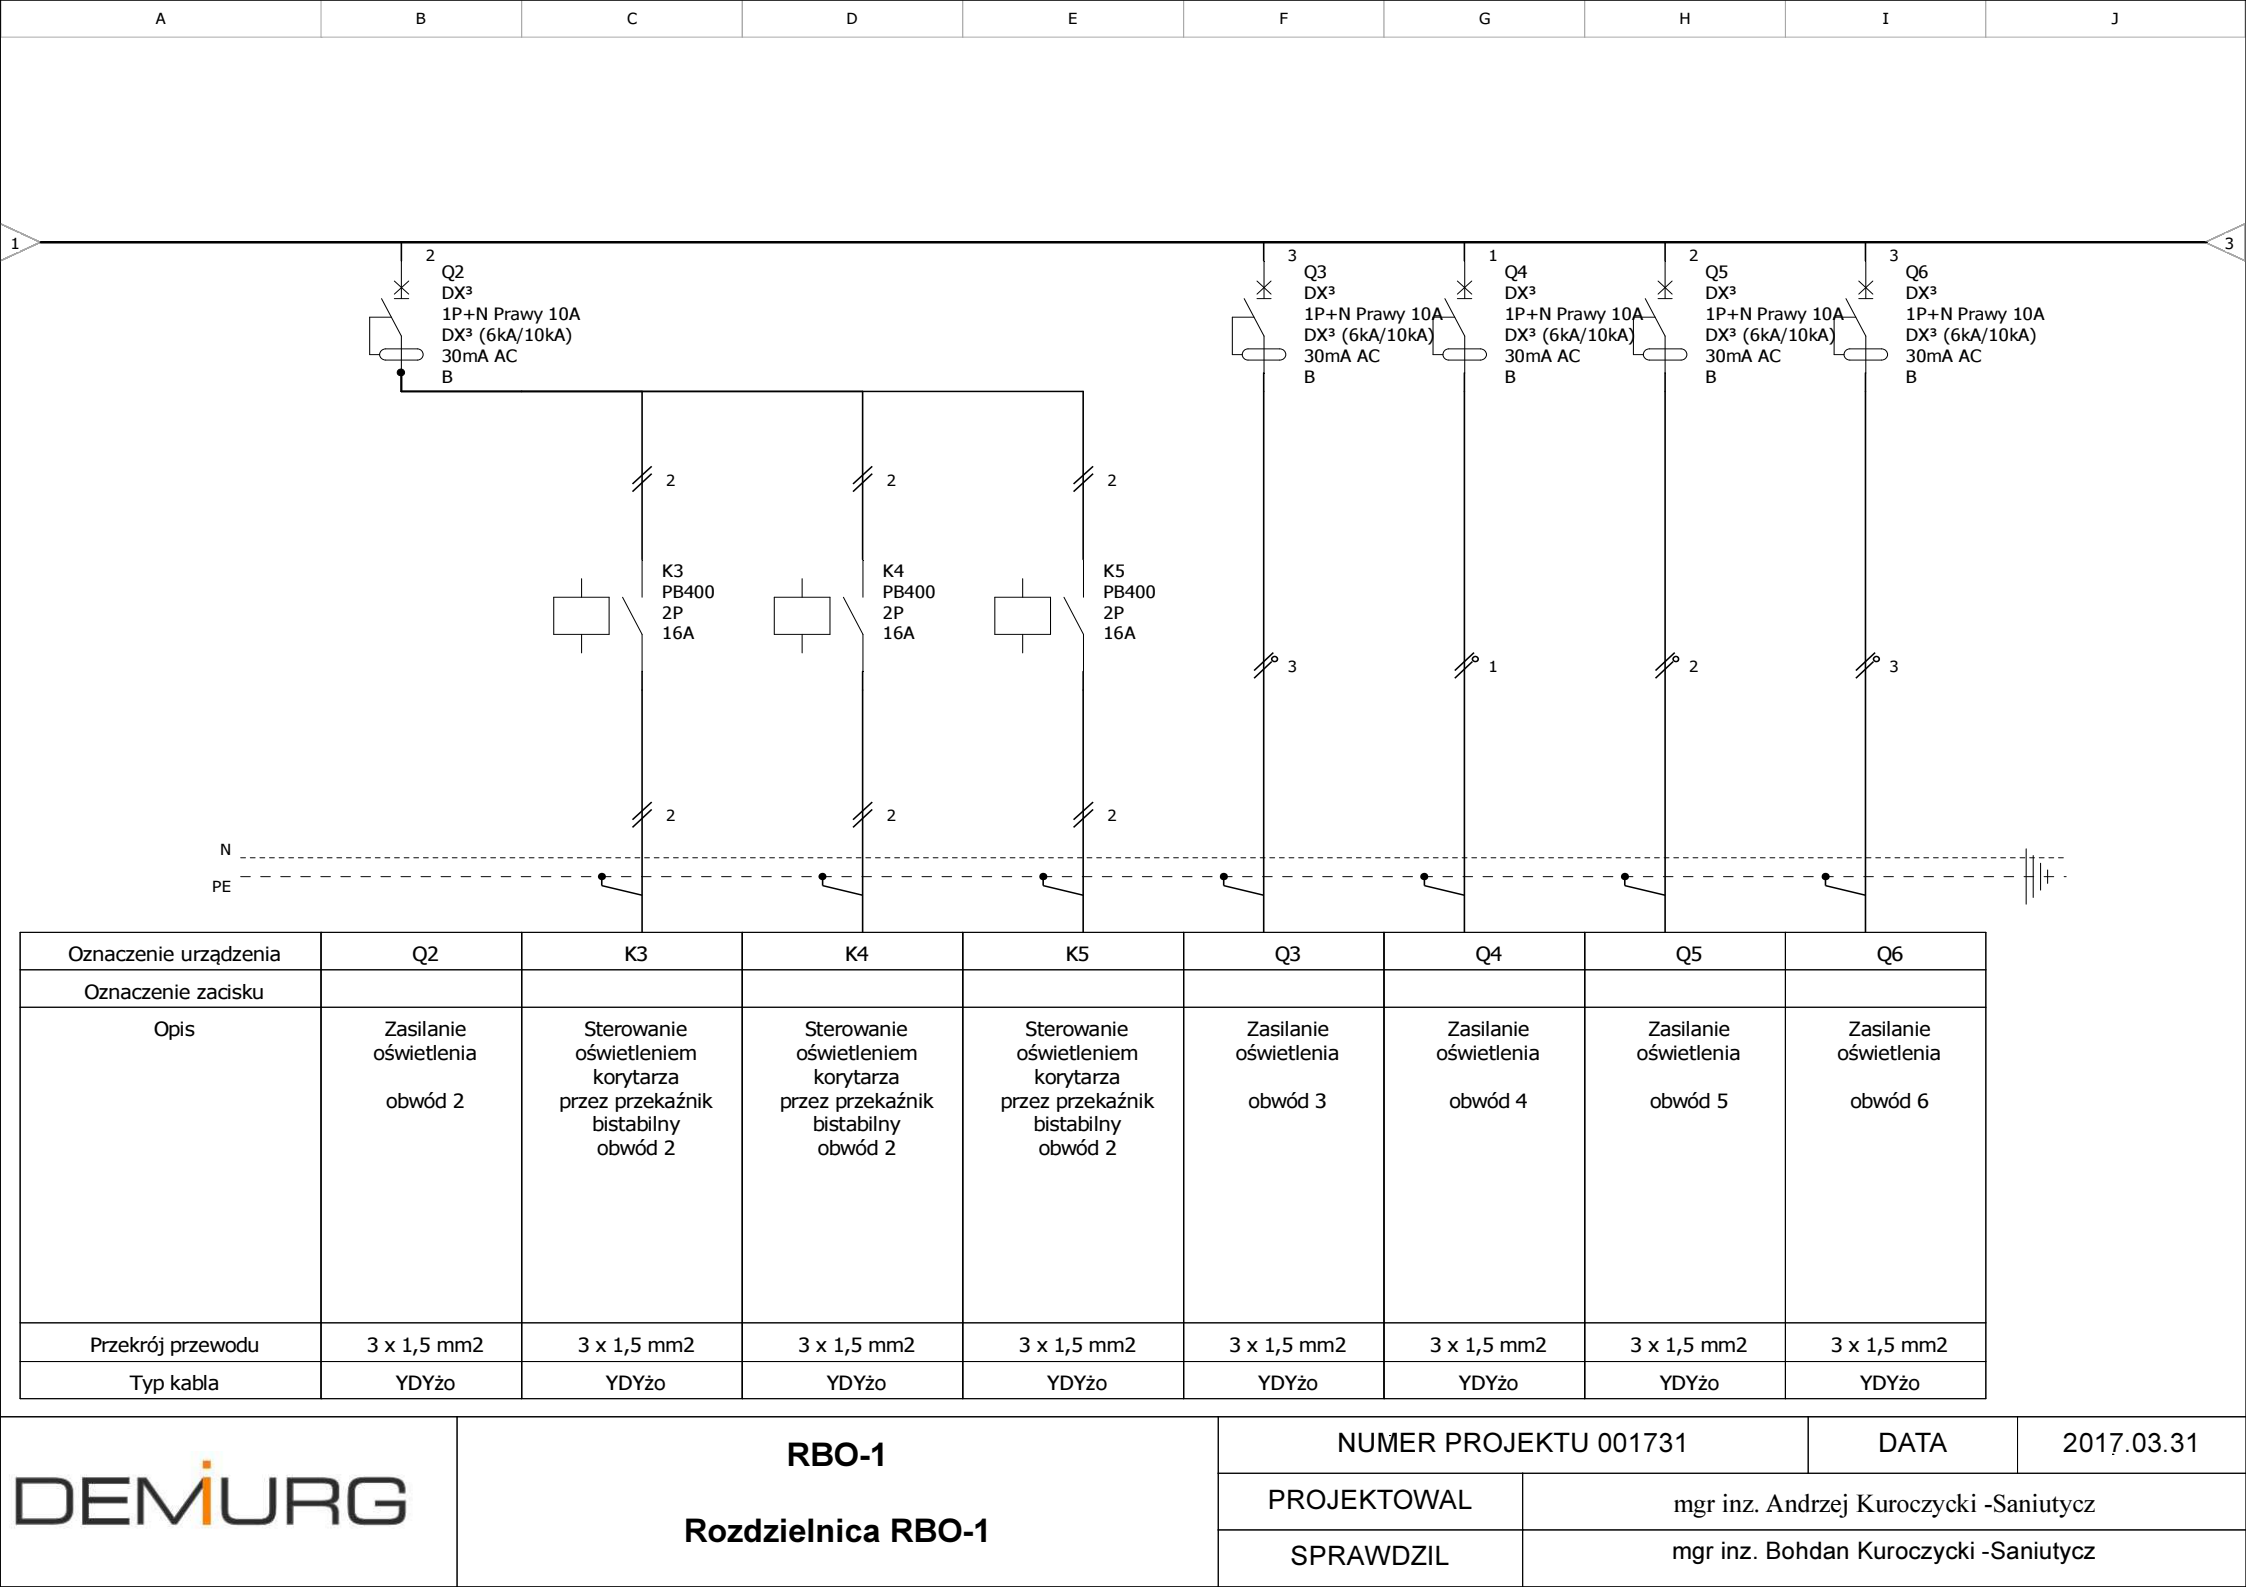 A B C D E F G H I J
1
3
2
Q2
DX³
1P+N Prawy 10A
DX³ (6kA/10kA)
30mA AC
B
3
Q3
DX³
1P+N Prawy 10A
DX³ (6kA/10kA)
30mA AC
B
1
Q4
DX³
1P+N Prawy 10A
DX³ (6kA/10kA)
30mA AC
B
2
Q5
DX³
1P+N Prawy 10A
DX³ (6kA/10kA)
30mA AC
B
3
Q6
DX³
1P+N Prawy 10A
DX³ (6kA/10kA)
30mA AC
B
2 2 2
K3
PB400
2P
16A
K4
PB400
2P
16A
K5
PB400
2P
16A
3 1 2 3
2 2 2
N
PE
Oznaczenie urządzenia Q2 K3 K4 K5 Q3 Q4 Q5 Q6
Oznaczenie zacisku
Opis
Zasilanie
oświetlenia
obwód 2
Sterowanie
oświetleniem
korytarza
przez przekaźnik
bistabilny
obwód 2
Sterowanie
oświetleniem
korytarza
przez przekaźnik
bistabilny
obwód 2
Sterowanie
oświetleniem
korytarza
przez przekaźnik
bistabilny
obwód 2
Zasilanie
oświetlenia
obwód 3
Zasilanie
oświetlenia
obwód 4
Zasilanie
oświetlenia
obwód 5
Zasilanie
oświetlenia
obwód 6
Przekrój przewodu 3 x 1,5 mm2 3 x 1,5 mm2 3 x 1,5 mm2 3 x 1,5 mm2 3 x 1,5 mm2 3 x 1,5 mm2 3 x 1,5 mm2 3 x 1,5 mm2
Typ kabla YDYżo YDYżo YDYżo YDYżo YDYżo YDYżo YDYżo YDYżo
DEMIURG
RBO-1
Rozdzielnica RBO-1
NUMER PROJEKTU 001731 DATA 2017.03.31
PROJEKTOWAL mgr inz. Andrzej Kuroczycki -Saniutycz
SPRAWDZIL mgr inz. Bohdan Kuroczycki -Saniutycz